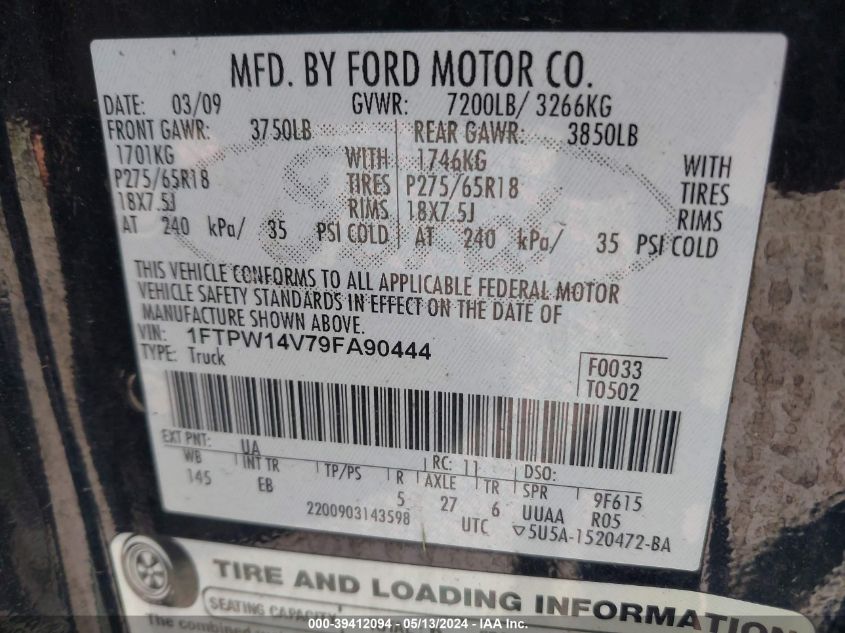 MFD. BY FORD MOTOR CO.
DATE: 03/09 GVWR: 7200LB/ 3266KG
FRONT GAWR: 3750LB REAR GAWR: 3850LB
1701KG WITH 1746KG WITH
P275/65R18 TIRES P275/65R18 TIRES
18X7.5J RIMS 18X7.5J RIMS
AT 240 kPa/ 35 PSI COLD AT 240 kPa/ 35 PSI COLD
THIS VEHICLE CONFORMS TO ALL APPLICABLE FEDERAL MOTOR
VEHICLE SAFETY STANDARDS IN EFFECT ON THE DATE OF
MANUFACTURE SHOWN ABOVE.
VIN: 1FTPW14V79FA90444
TYPE: Truck
F0033
T0502
EXT PNT: UA RC: 11 DSO:
WB INT TR TP/PS R AXLE TR SPR 9F615
145 EB 5 27 6 UUAA R05
2200903143598 UTC ▽5U5A-1520472-BA
TIRE AND LOADING INFORMATION
SEATING CAPACITY
The combined
000-39412094 - 05/13/2024 - IAA Inc.